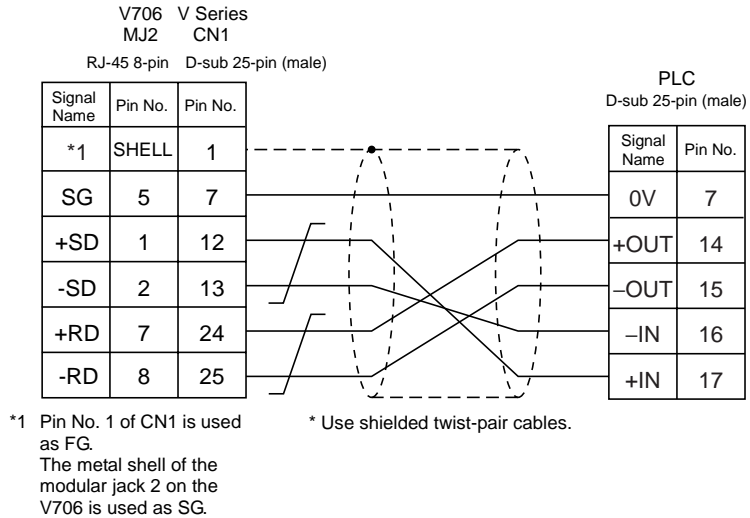 V706 V Series
MJ2 CN1
RJ-45 8-pin D-sub 25-pin (male)
Signal Name Pin No. Pin No.
*1 SHELL 1
SG 5 7
+SD 1 12
-SD 2 13
+RD 7 24
-RD 8 25
PLC
D-sub 25-pin (male)
Signal Name Pin No.
0V 7
+OUT 14
−OUT 15
−IN 16
+IN 17
*1 Pin No. 1 of CN1 is used
as FG.
The metal shell of the
modular jack 2 on the
V706 is used as SG.
* Use shielded twist-pair cables.